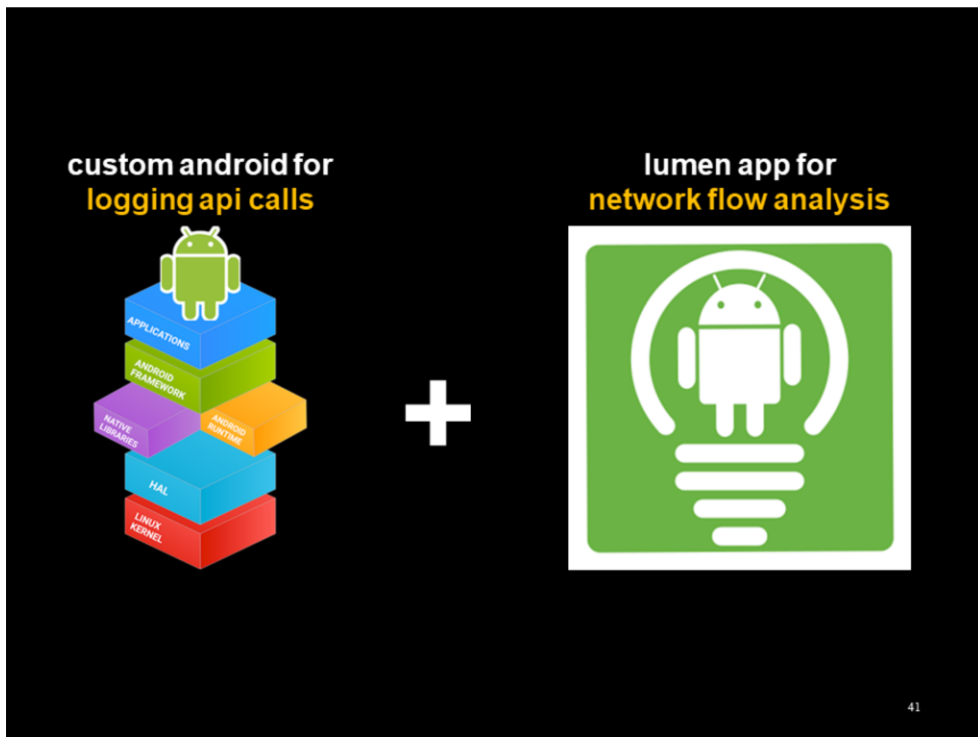 custom android for
logging api calls
lumen app for
network flow analysis
APPLICATIONS
ANDROID
FRAMEWORK
NATIVE
LIBRARIES
ANDROID
RUNTIME
HAL
LINUX
KERNEL
41